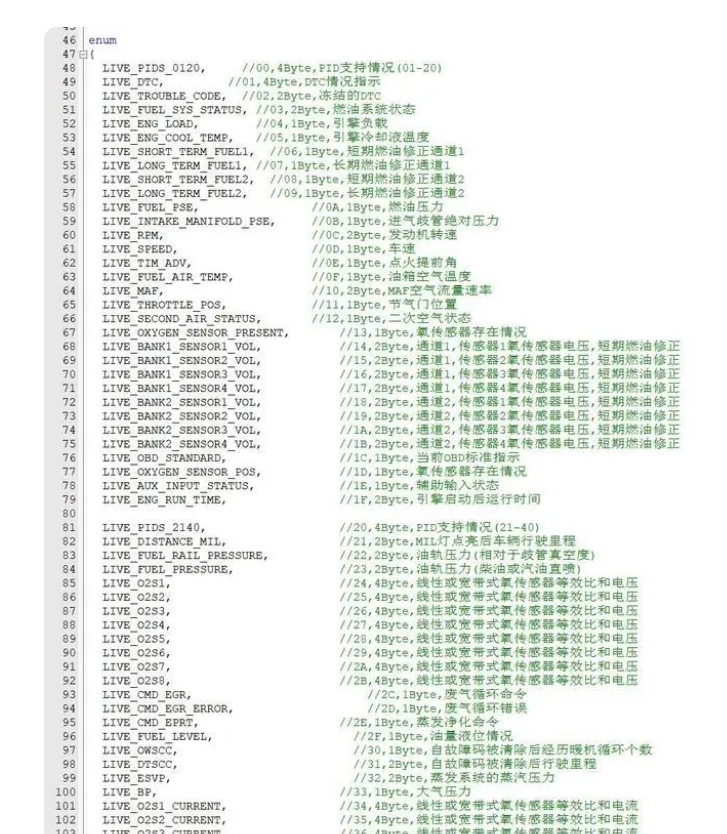 46 enum
47 {
48 LIVE_PIDS_0120, //00,4Byte,PID支持情况(01-20)
49 LIVE_DTC, //01,4Byte,DTC情况指示
50 LIVE_TROUBLE_CODE, //02,2Byte,冻结的DTC
51 LIVE_FUEL_SYS_STATUS, //03,2Byte,燃油系统状态
52 LIVE_ENG_LOAD, //04,1Byte,引擎负载
53 LIVE_ENG_COOL_TEMP, //05,1Byte,引擎冷却液温度
54 LIVE_SHORT_TERM_FUEL1, //06,1Byte,短期燃油修正通道1
55 LIVE_LONG_TERM_FUEL1, //07,1Byte,长期燃油修正通道1
56 LIVE_SHORT_TERM_FUEL2, //08,1Byte,短期燃油修正通道2
57 LIVE_LONG_TERM_FUEL2, //09,1Byte,长期燃油修正通道2
58 LIVE_FUEL_PSE, //0A,1Byte,燃油压力
59 LIVE_INTAKE_MANIFOLD_PSE, //0B,1Byte,进气歧管绝对压力
60 LIVE_RPM, //0C,2Byte,发动机转速
61 LIVE_SPEED, //0D,1Byte,车速
62 LIVE_TIM_ADV, //0E,1Byte,点火提前角
63 LIVE_FUEL_AIR_TEMP, //0F,1Byte,油箱空气温度
64 LIVE_MAF, //10,2Byte,MAF空气流量速率
65 LIVE_THROTTLE_POS, //11,1Byte,节气门位置
66 LIVE_SECOND_AIR_STATUS, //12,1Byte,二次空气状态
67 LIVE_OXYGEN_SENSOR_PRESENT, //13,1Byte,氧传感器存在情况
68 LIVE_BANK1_SENSOR1_VOL, //14,2Byte,通道1,传感器1氧传感器电压,短期燃油修正
69 LIVE_BANK1_SENSOR2_VOL, //15,2Byte,通道1,传感器2氧传感器电压,短期燃油修正
70 LIVE_BANK1_SENSOR3_VOL, //16,2Byte,通道1,传感器3氧传感器电压,短期燃油修正
71 LIVE_BANK1_SENSOR4_VOL, //17,2Byte,通道1,传感器4氧传感器电压,短期燃油修正
72 LIVE_BANK2_SENSOR1_VOL, //18,2Byte,通道2,传感器1氧传感器电压,短期燃油修正
73 LIVE_BANK2_SENSOR2_VOL, //19,2Byte,通道2,传感器2氧传感器电压,短期燃油修正
74 LIVE_BANK2_SENSOR3_VOL, //1A,2Byte,通道2,传感器3氧传感器电压,短期燃油修正
75 LIVE_BANK2_SENSOR4_VOL, //1B,2Byte,通道2,传感器4氧传感器电压,短期燃油修正
76 LIVE_OBD_STANDARD, //1C,1Byte,当前OBD标准指示
77 LIVE_OXYGEN_SENSOR_POS, //1D,1Byte,氧传感器存在情况
78 LIVE_AUX_INPUT_STATUS, //1E,1Byte,辅助输入状态
79 LIVE_ENG_RUN_TIME, //1F,2Byte,引擎启动后运行时间
80
81 LIVE_PIDS_2140, //20,4Byte,PID支持情况(21-40)
82 LIVE_DISTANCE_MIL, //21,2Byte,MIL灯点亮后车辆行驶里程
83 LIVE_FUEL_RAIL_PRESSURE, //22,2Byte,油轨压力(相对于歧管真空度)
84 LIVE_FUEL_PRESSURE, //23,2Byte,油轨压力(柴油或汽油直喷)
85 LIVE_O2S1, //24,4Byte,线性或宽带式氧传感器等效比和电压
86 LIVE_O2S2, //25,4Byte,线性或宽带式氧传感器等效比和电压
87 LIVE_O2S3, //26,4Byte,线性或宽带式氧传感器等效比和电压
88 LIVE_O2S4, //27,4Byte,线性或宽带式氧传感器等效比和电压
89 LIVE_O2S5, //28,4Byte,线性或宽带式氧传感器等效比和电压
90 LIVE_O2S6, //29,4Byte,线性或宽带式氧传感器等效比和电压
91 LIVE_O2S7, //2A,4Byte,线性或宽带式氧传感器等效比和电压
92 LIVE_O2S8, //2B,4Byte,线性或宽带式氧传感器等效比和电压
93 LIVE_CMD_EGR, //2C,1Byte,废气循环命令
94 LIVE_CMD_EGR_ERROR, //2D,1Byte,废气循环错误
95 LIVE_CMD_EPRT, //2E,1Byte,蒸发净化命令
96 LIVE_FUEL_LEVEL, //2F,1Byte,油量液位情况
97 LIVE_OWSCC, //30,1Byte,自故障码被清除后经历暖机循环个数
98 LIVE_DTSCC, //31,2Byte,自故障码被清除后行驶里程
99 LIVE_ESVP, //32,2Byte,蒸发系统的蒸汽压力
100 LIVE_BP, //33,1Byte,大气压力
101 LIVE_O2S1_CURRENT, //34,4Byte,线性或宽带式氧传感器等效比和电流
102 LIVE_O2S2_CURRENT, //35,4Byte,线性或宽带式氧传感器等效比和电流
103 LIVE_O2S3_CURRENT, //36,4Byte,线性或宽带式氧传感器等效比和电流